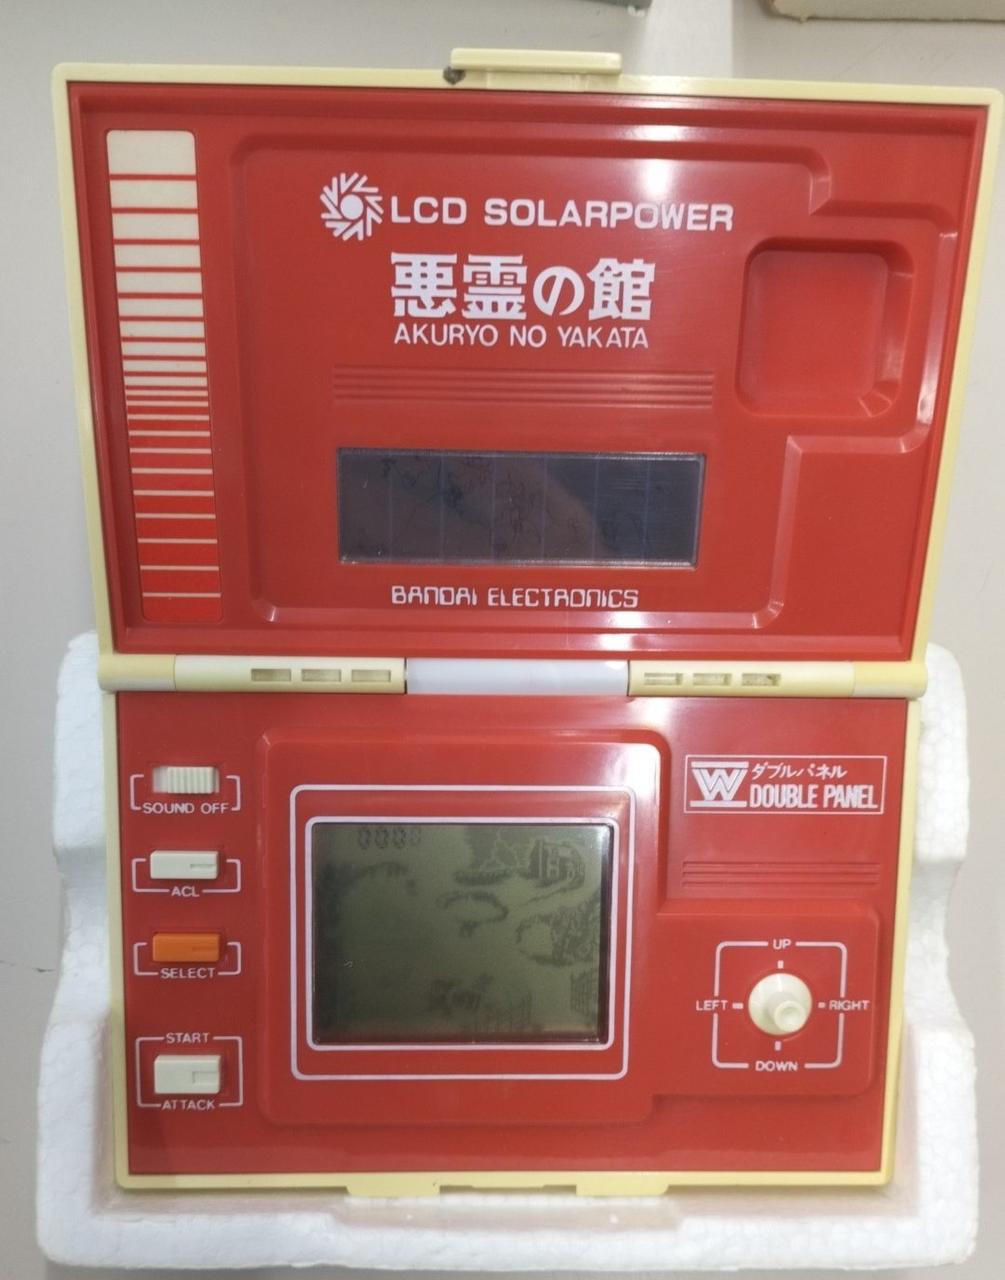 LCD SOLARPOWER
悪霊の館
AKURYO NO YAKATA
BANDAI ELECTRONICS
SOUND OFF
ACL
SELECT
START
ATTACK
W ダブルパネル
DOUBLE PANEL
UP
LEFT RIGHT
DOWN